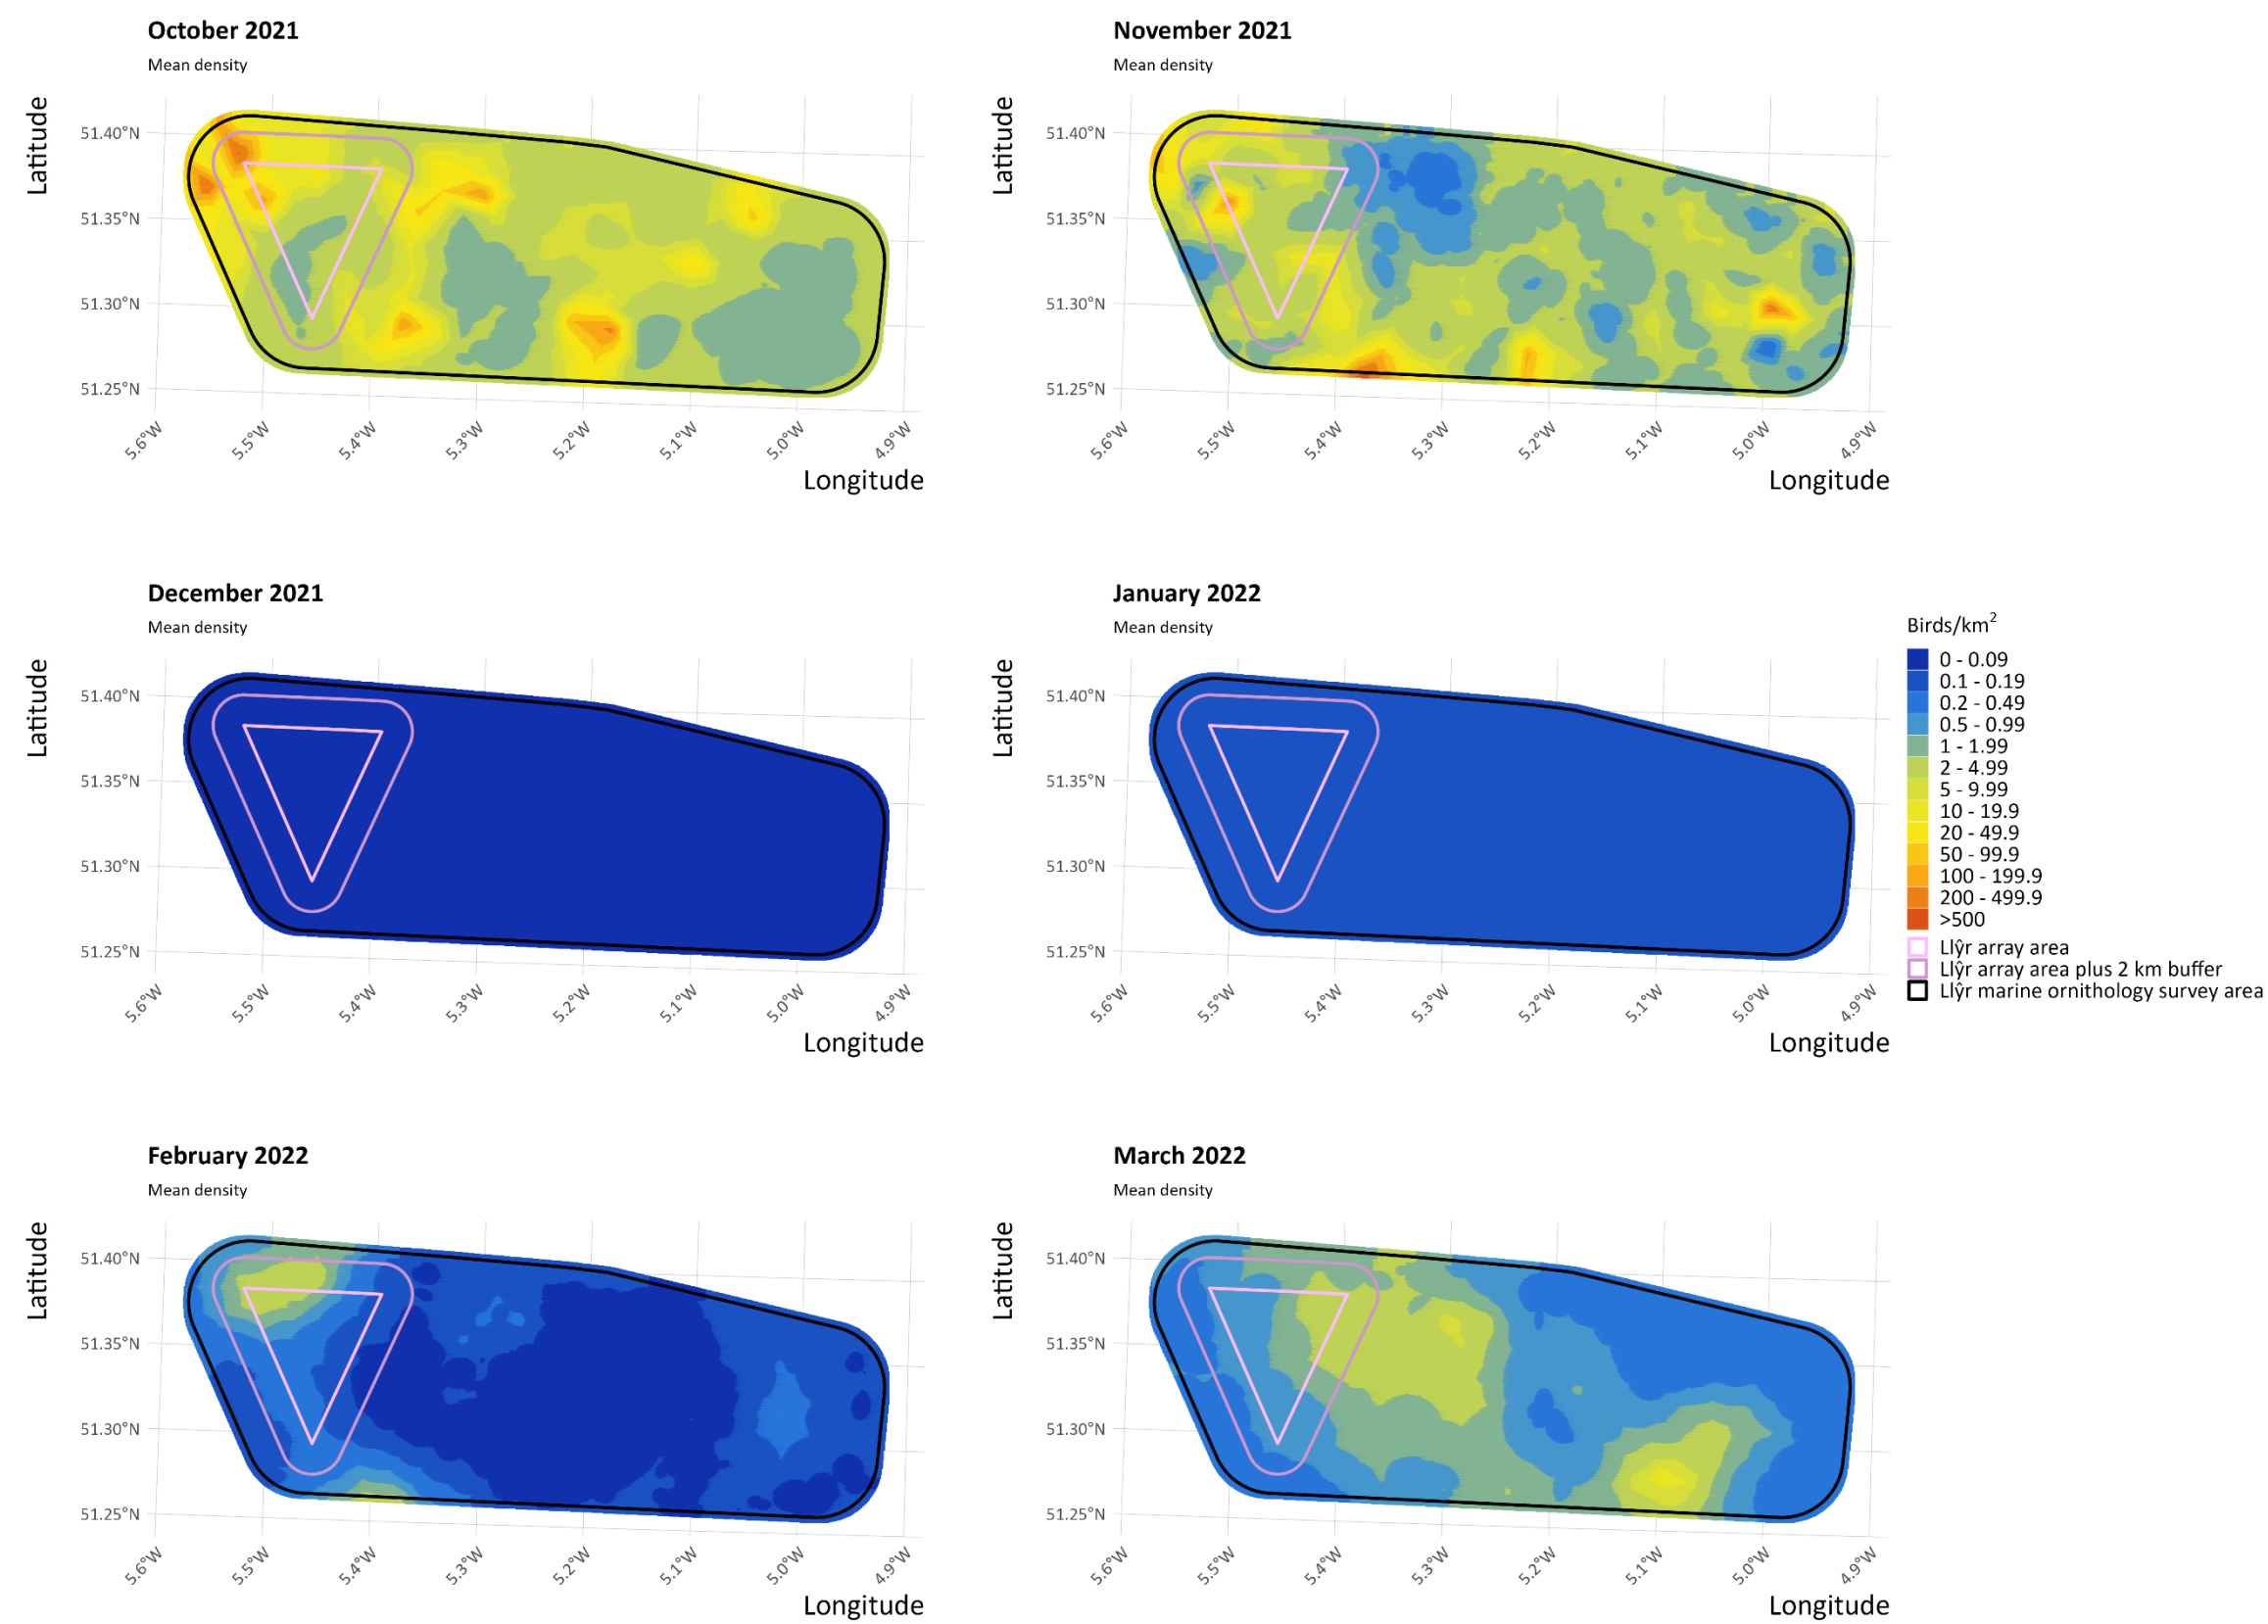 October 2021
Mean density
Latitude
51.40°N
51.35°N
51.30°N
51.25°N
5.6°W
5.5°W
5.4°W
5.3°W
5.2°W
5.1°W
5.0°W
4.9°W
Longitude
November 2021
Mean density
Latitude
51.40°N
51.35°N
51.30°N
51.25°N
5.6°W
5.5°W
5.4°W
5.3°W
5.2°W
5.1°W
5.0°W
4.9°W
Longitude
December 2021
Mean density
Latitude
51.40°N
51.35°N
51.30°N
51.25°N
5.6°W
5.5°W
5.4°W
5.3°W
5.2°W
5.1°W
5.0°W
4.9°W
Longitude
January 2022
Mean density
Latitude
51.40°N
51.35°N
51.30°N
51.25°N
5.6°W
5.5°W
5.4°W
5.3°W
5.2°W
5.1°W
5.0°W
4.9°W
Longitude
Birds/km²
0 - 0.09
0.1 - 0.19
0.2 - 0.49
0.5 - 0.99
1 - 1.99
2 - 4.99
5 - 9.99
10 - 19.9
20 - 49.9
50 - 99.9
100 - 199.9
200 - 499.9
>500
Llŷr array area
Llŷr array area plus 2 km buffer
Llŷr marine ornithology survey area
February 2022
Mean density
Latitude
51.40°N
51.35°N
51.30°N
51.25°N
5.6°W
5.5°W
5.4°W
5.3°W
5.2°W
5.1°W
5.0°W
4.9°W
Longitude
March 2022
Mean density
Latitude
51.40°N
51.35°N
51.30°N
51.25°N
5.6°W
5.5°W
5.4°W
5.3°W
5.2°W
5.1°W
5.0°W
4.9°W
Longitude